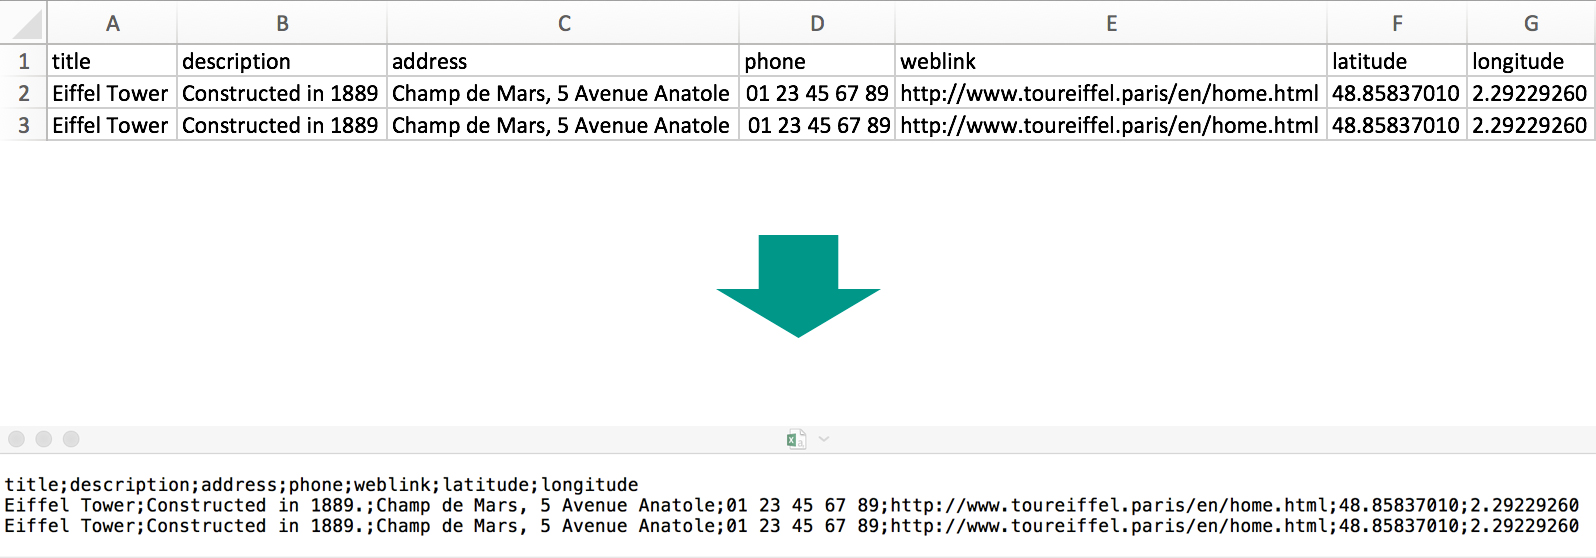 A B C D E F G
1 title description address phone weblink latitude longitude
2 Eiffel Tower Constructed in 1889 Champ de Mars, 5 Avenue Anatole 01 23 45 67 89 http://www.toureiffel.paris/en/home.html 48.85837010 2.29229260
3 Eiffel Tower Constructed in 1889 Champ de Mars, 5 Avenue Anatole 01 23 45 67 89 http://www.toureiffel.paris/en/home.html 48.85837010 2.29229260
title;description;address;phone;weblink;latitude;longitude
Eiffel Tower;Constructed in 1889.;Champ de Mars, 5 Avenue Anatole;01 23 45 67 89;http://www.toureiffel.paris/en/home.html;48.85837010;2.29229260
Eiffel Tower;Constructed in 1889.;Champ de Mars, 5 Avenue Anatole;01 23 45 67 89;http://www.toureiffel.paris/en/home.html;48.85837010;2.29229260